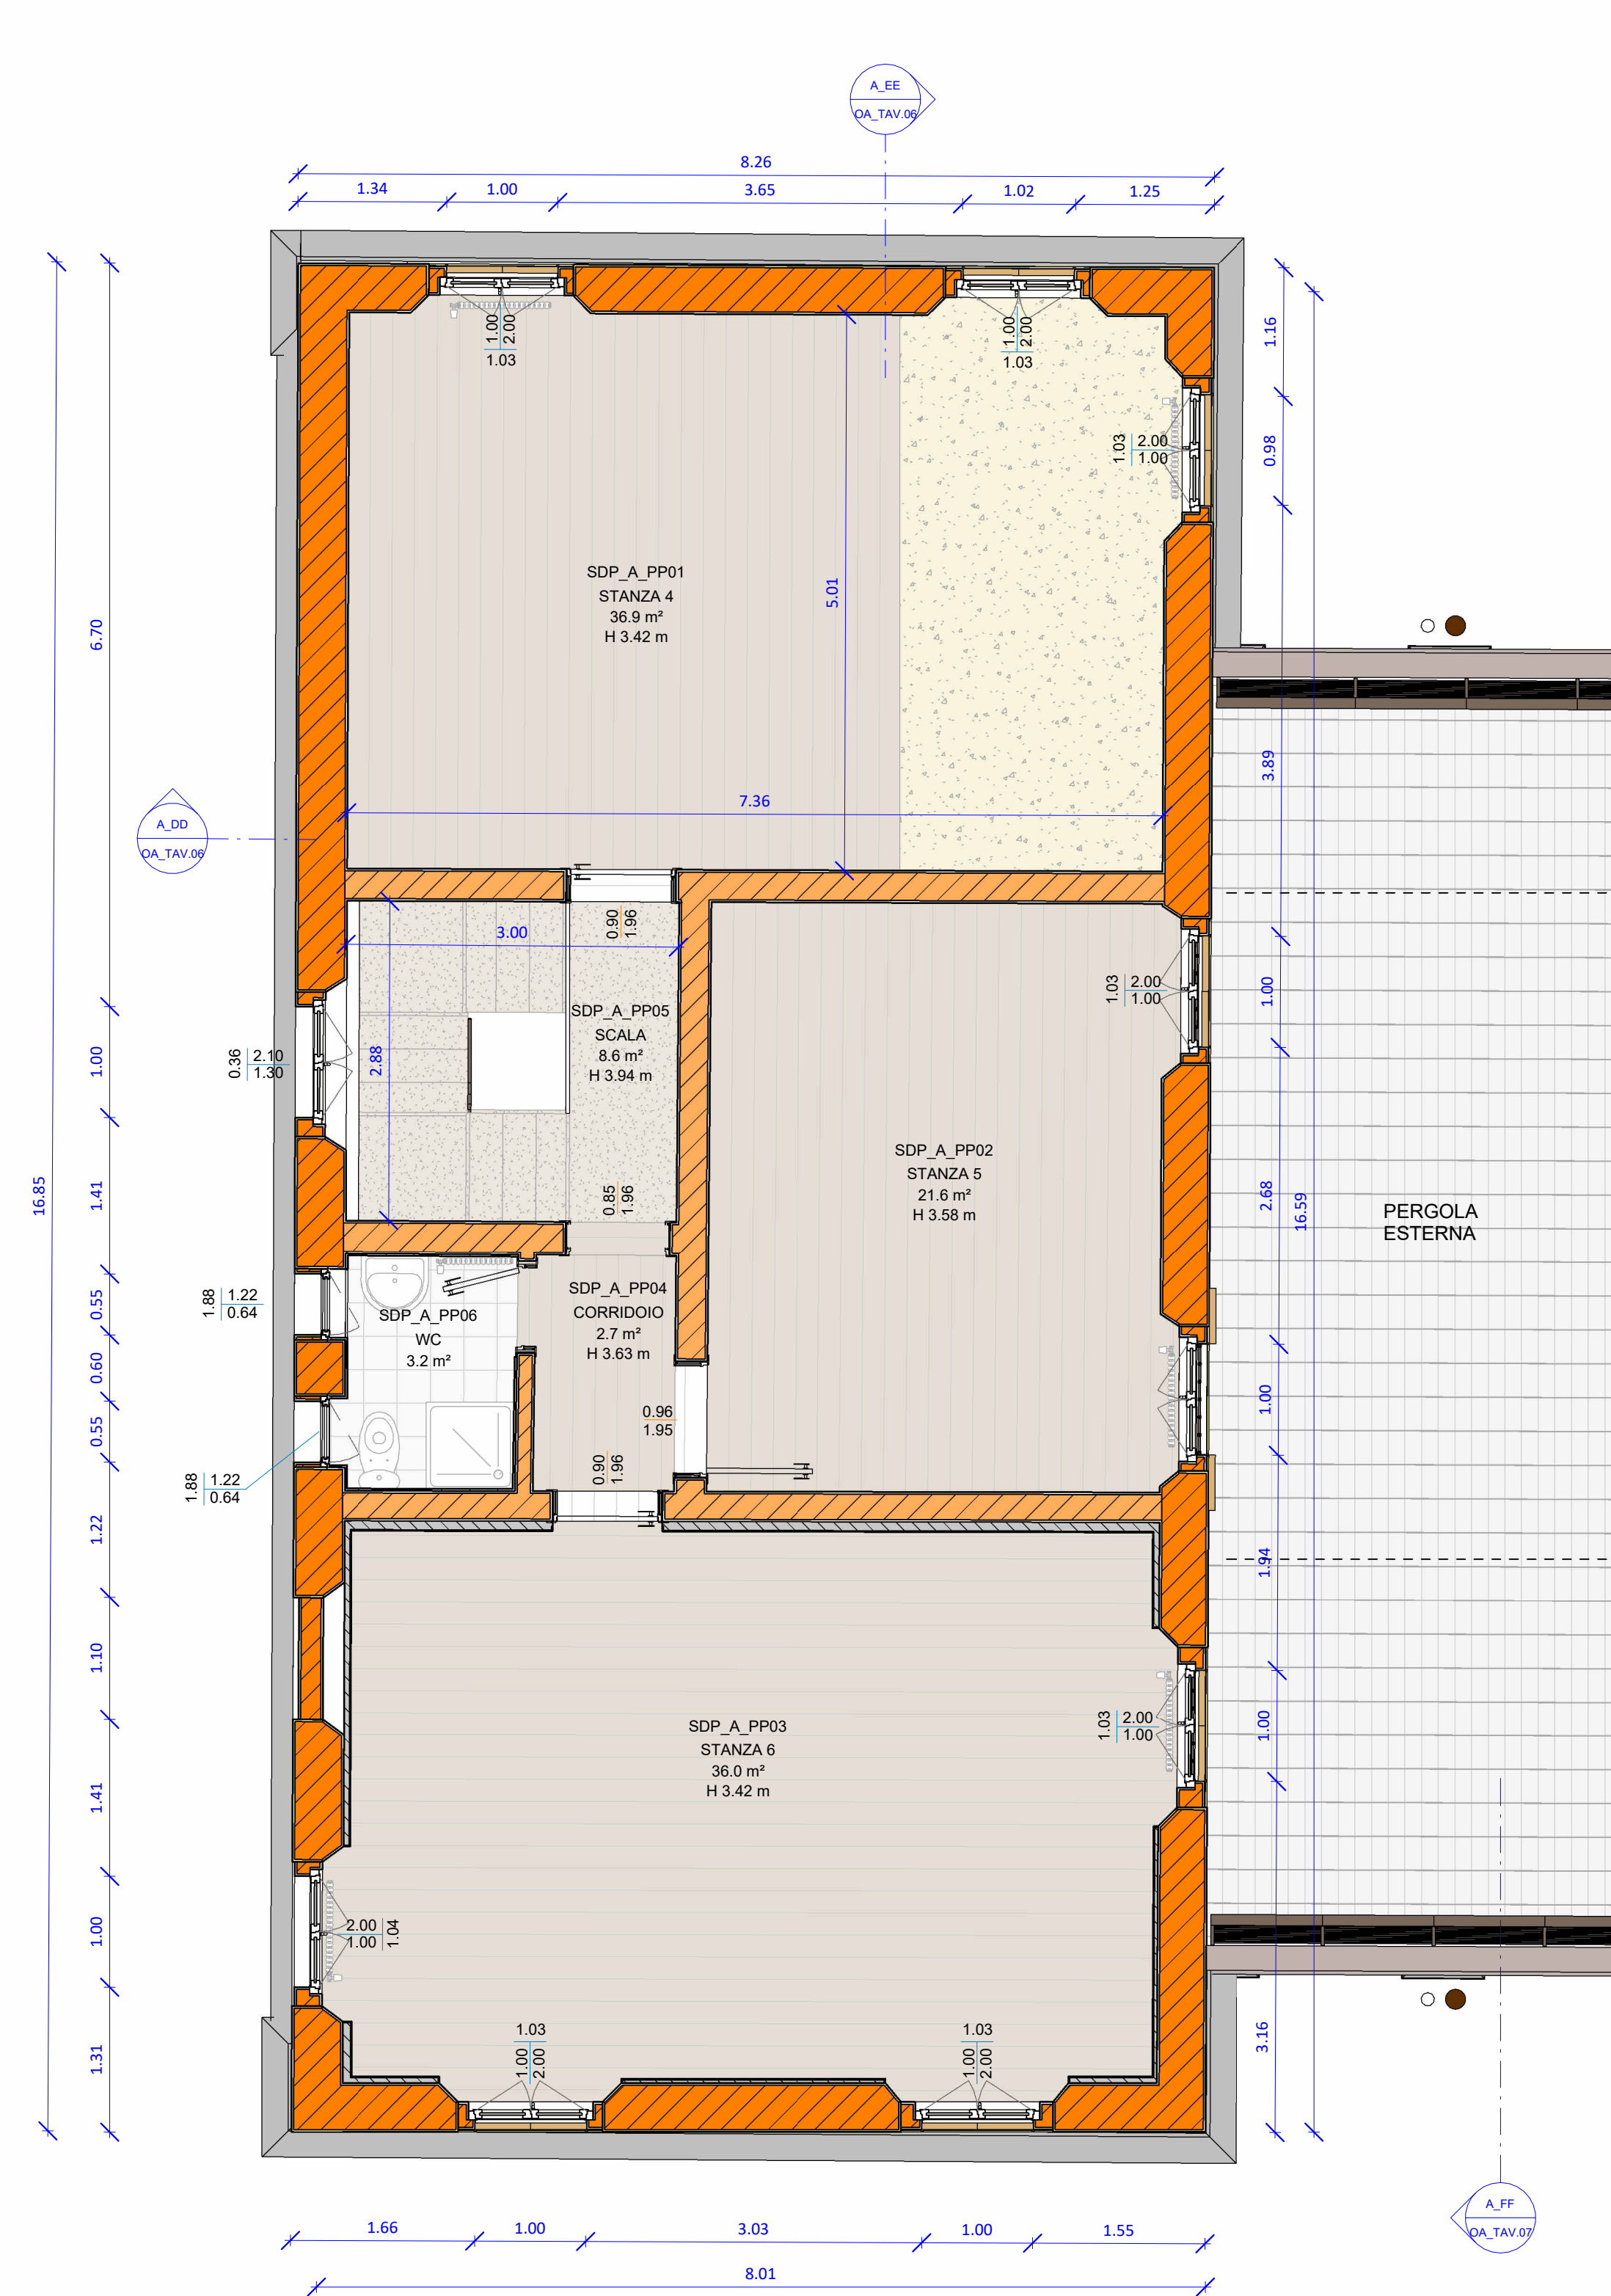 A_EE
OA_TAV.06
8.26
1.34
1.00
3.65
1.02
1.25
1.00
2.00
1.03
1.00
2.00
1.03
1.16
0.98
1.03
2.00
1.00
SDP_A_PP01
STANZA 4
36.9 m²
H 3.42 m
5.01
6.70
7.36
3.89
A_DD
OA_TAV.06
0.90
1.96
3.00
1.03
2.00
1.00
1.00
SDP_A_PP05
SCALA
8.6 m²
H 3.94 m
2.88
0.36
2.10
1.30
1.00
SDP_A_PP02
STANZA 5
21.6 m²
H 3.58 m
0.85
1.96
1.41
16.85
2.68
16.59
PERGOLA
ESTERNA
SDP_A_PP04
CORRIDOIO
2.7 m²
H 3.63 m
SDP_A_PP06
WC
3.2 m²
1.88
1.22
0.64
0.55
0.60
0.55
1.00
0.96
1.95
0.90
1.96
1.88
1.22
0.64
1.22
1.94
1.10
1.00
SDP_A_PP03
STANZA 6
36.0 m²
H 3.42 m
1.03
2.00
1.00
1.41
1.00
2.00
1.00
1.04
1.31
3.16
1.03
1.00
2.00
1.03
1.00
2.00
A_FF
OA_TAV.07
1.66
1.00
3.03
1.00
1.55
8.01